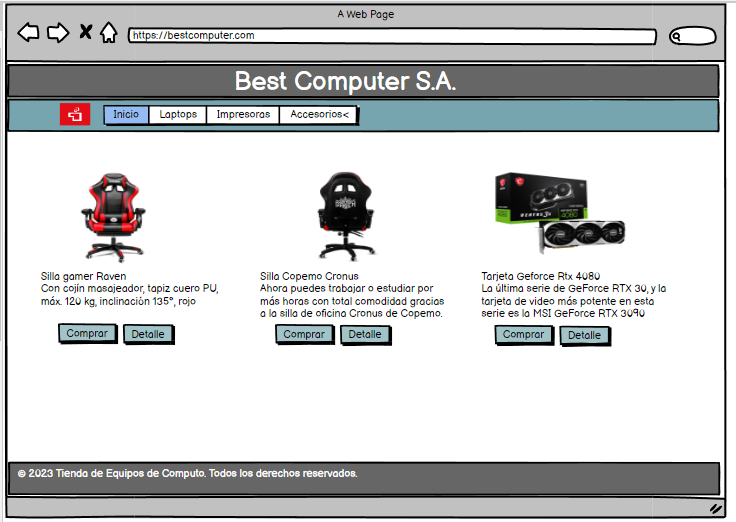 A Web Page
https://bestcomputer.com
Best Computer S.A.
Inicio
Laptops
Impresoras
Accesorios<
Silla gamer Raven
Con cojín masajeador, tapiz cuero PU,
máx. 120 kg, inclinación 135°, rojo
Comprar
Detalle
Silla Copemo Cronus
Ahora puedes trabajar o estudiar por
más horas con total comodidad gracias
a la silla de oficina Cronus de Copemo.
Comprar
Detalle
4080
Tarjeta Geforce Rtx 4080
La última serie de GeForce RTX 30, y la
tarjeta de video más potente en esta
serie es la MSI GeForce RTX 3090
Comprar
Detalle
© 2023 Tienda de Equipos de Computo. Todos los derechos reservados.